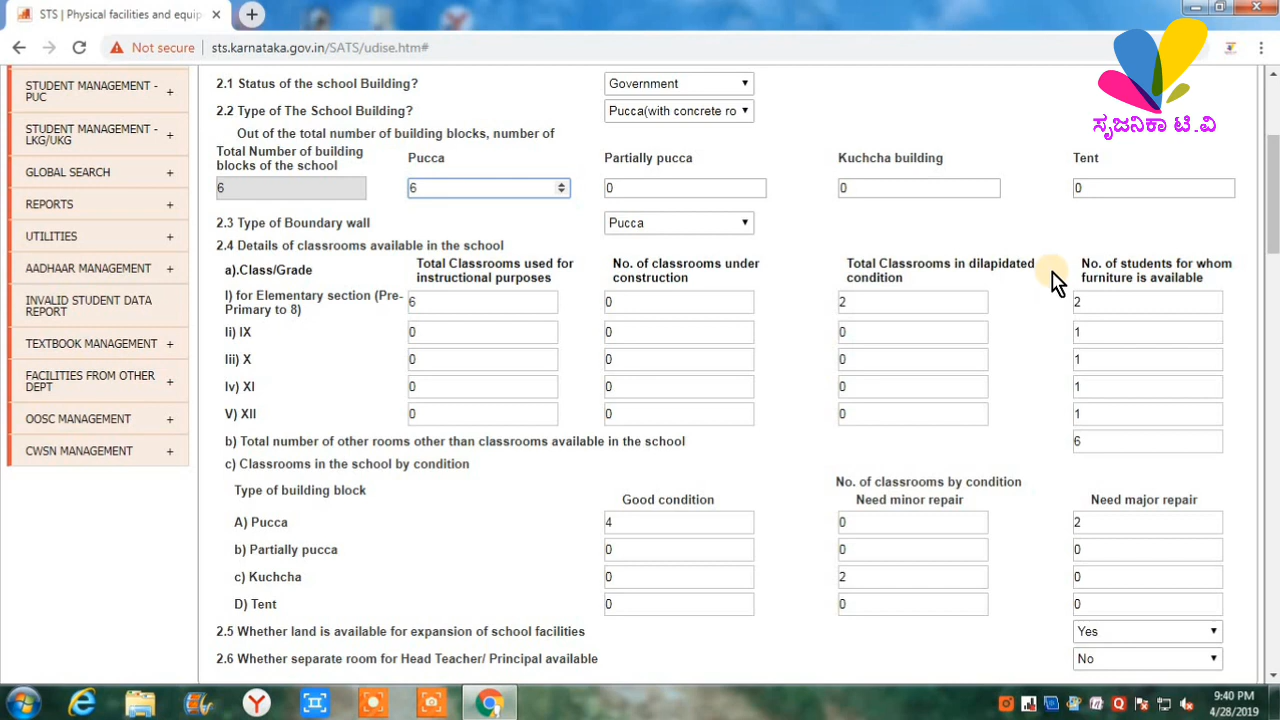 STS | Physical facilities and equip
Not secure
sts.karnataka.gov.in/SATS/udise.htm#
ಸೃಜನಿಕಾ ಟಿ.ವಿ
STUDENT MANAGEMENT - PUC +
STUDENT MANAGEMENT - LKG/UKG +
GLOBAL SEARCH +
REPORTS +
UTILITIES +
AADHAAR MANAGEMENT +
INVALID STUDENT DATA REPORT +
TEXTBOOK MANAGEMENT +
FACILITIES FROM OTHER DEPT +
OOSC MANAGEMENT +
CWSN MANAGEMENT +
2.1 Status of the school Building? Government
2.2 Type of The School Building? Pucca(with concrete ro
Out of the total number of building blocks, number of
Total Number of building blocks of the school Pucca Partially pucca Kuchcha building Tent
6 6 0 0 0
2.3 Type of Boundary wall Pucca
2.4 Details of classrooms available in the school
a).Class/Grade Total Classrooms used for instructional purposes No. of classrooms under construction Total Classrooms in dilapidated condition No. of students for whom furniture is available
I) for Elementary section (Pre-Primary to 8) 6 0 2 2
Ii) IX 0 0 0 1
Iii) X 0 0 0 1
Iv) XI 0 0 0 1
V) XII 0 0 0 1
b) Total number of other rooms other than classrooms available in the school 6
c) Classrooms in the school by condition
No. of classrooms by condition
Type of building block Good condition Need minor repair Need major repair
A) Pucca 4 0 2
b) Partially pucca 0 0 0
c) Kuchcha 0 2 0
D) Tent 0 0 0
2.5 Whether land is available for expansion of school facilities Yes
2.6 Whether separate room for Head Teacher/ Principal available No
9:40 PM
4/28/2019